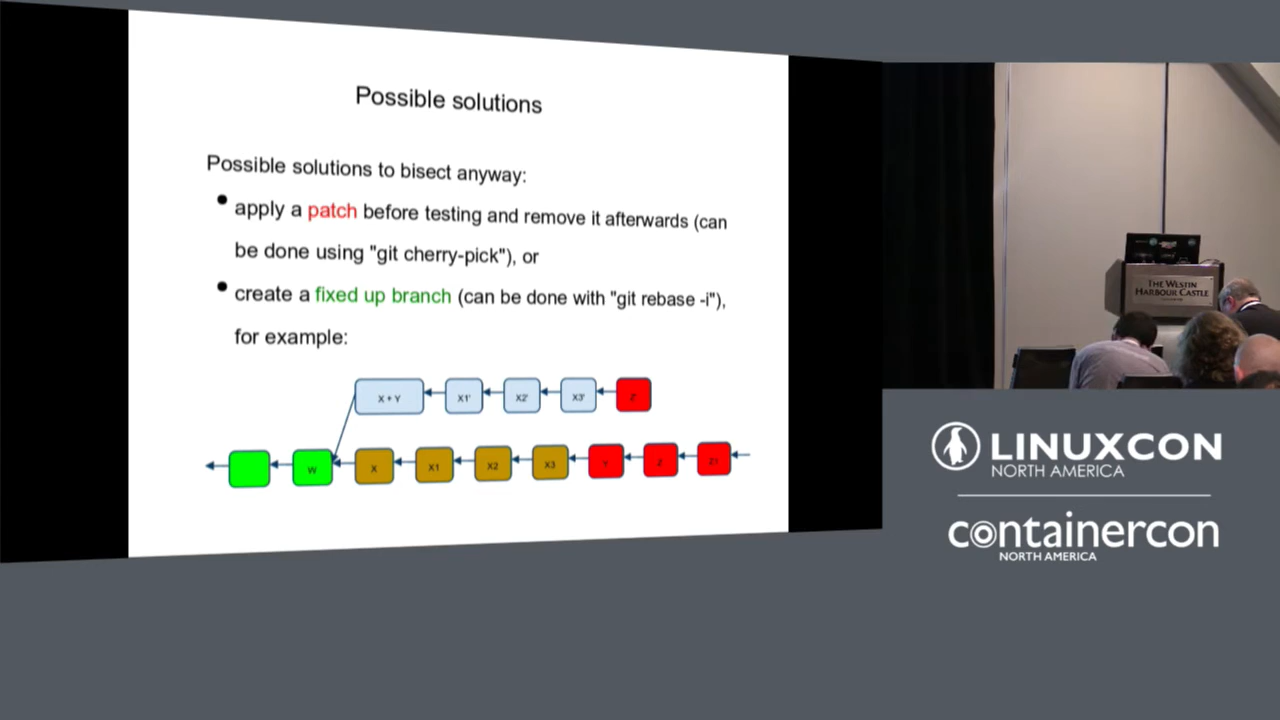 Possible solutions
Possible solutions to bisect anyway:
apply a patch before testing and remove it afterwards (can
be done using "git cherry-pick"), or
create a fixed up branch (can be done with "git rebase -i"),
for example:
X + Y X1' X2' X3' Z'
W X X1 X2 X3 Y Z Z1
THE WESTIN
HARBOUR CASTLE
LINUXCON
NORTH AMERICA
containercon
NORTH AMERICA